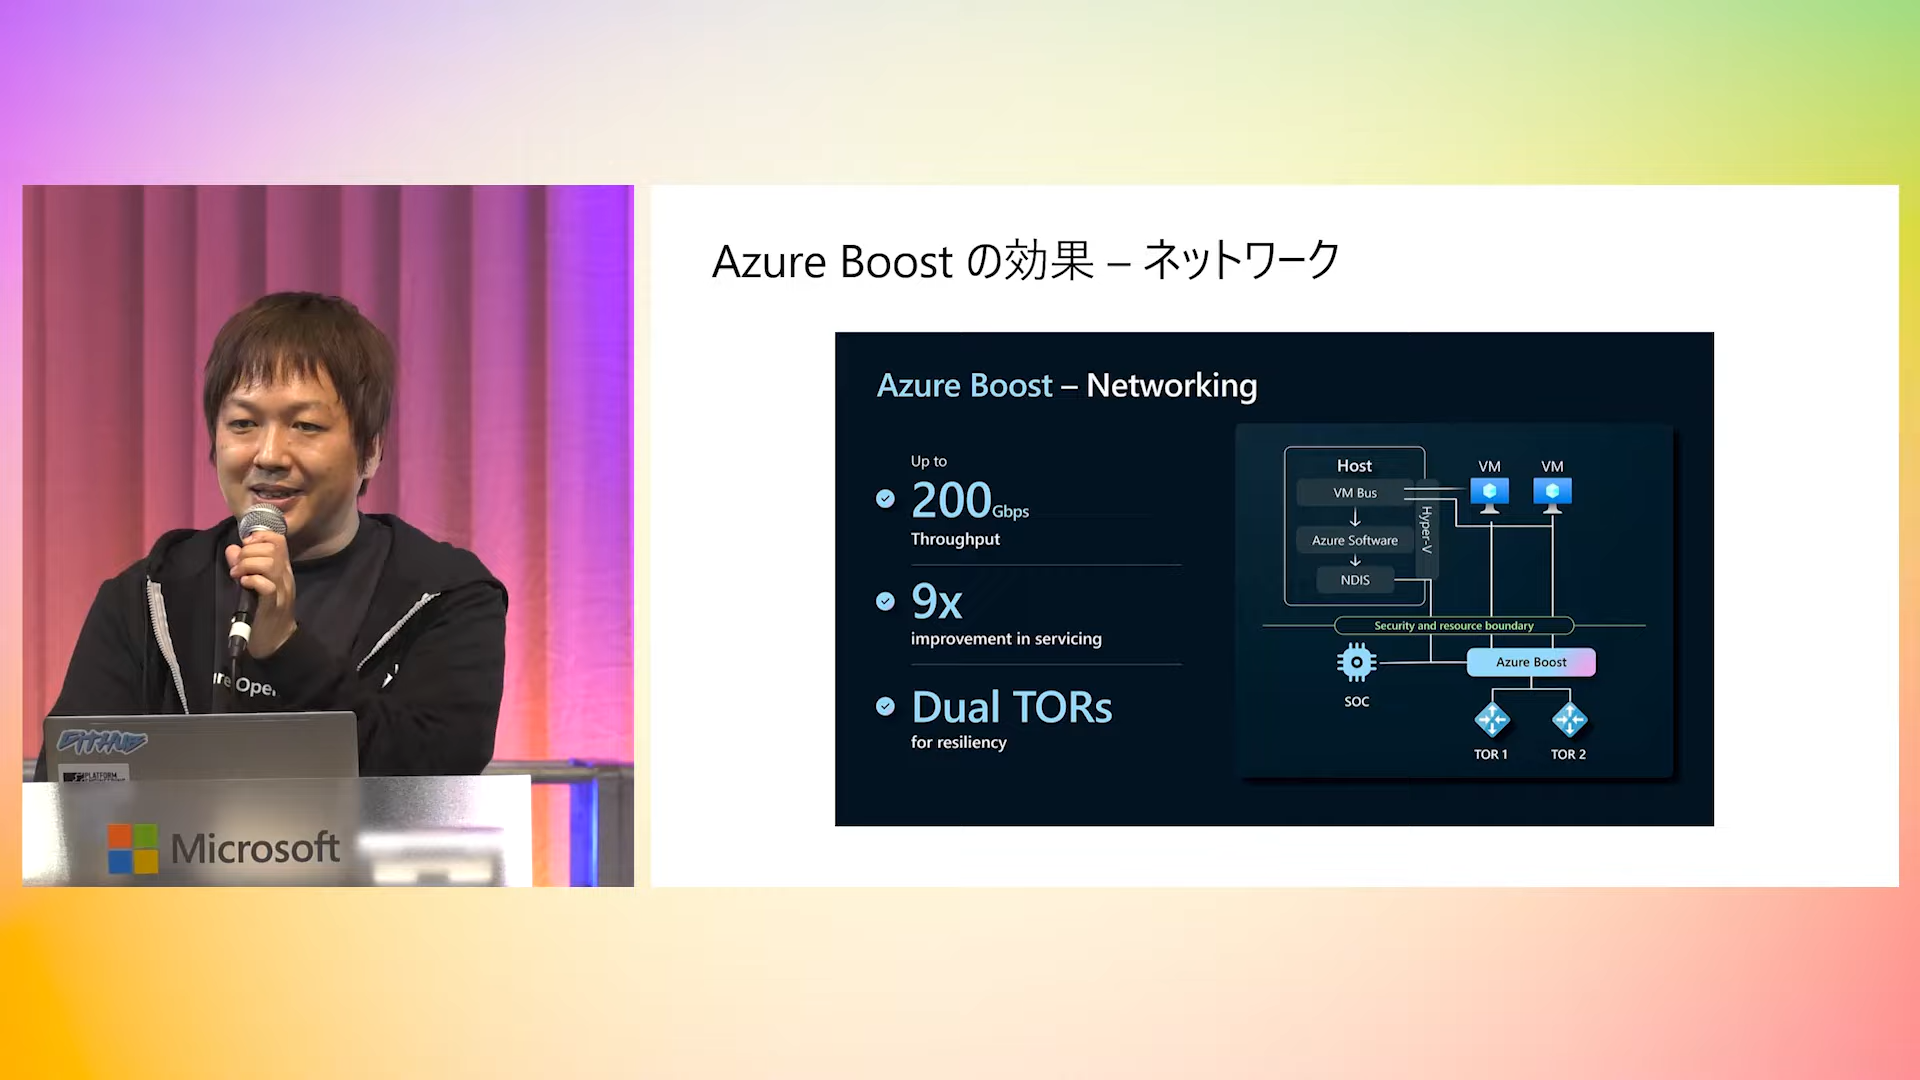 Azure Boost の効果 – ネットワーク
Azure Boost – Networking
Up to
200Gbps
Throughput
9x
improvement in servicing
Dual TORs
for resiliency
Host
VM Bus
Azure Software
NDIS
Hyper-V
VM
VM
Security and resource boundary
SOC
Azure Boost
TOR 1
TOR 2
GitHub
PLATFORM
Microsoft